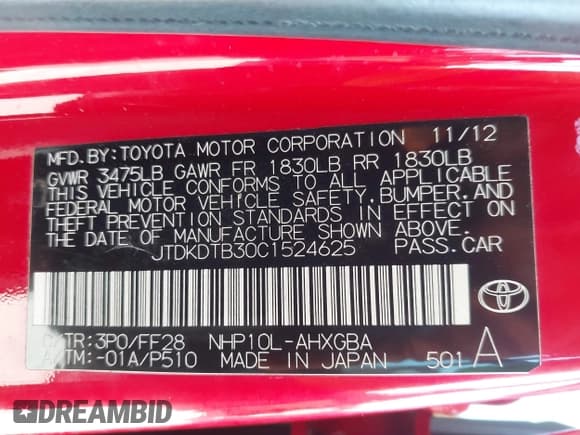 MFD.BY:TOYOTA MOTOR CORPORATION 11/12
GVWR 3475LB GAWR FR 1830LB RR 1830LB
THIS VEHICLE CONFORMS TO ALL APPLICABLE
FEDERAL MOTOR VEHICLE SAFETY,BUMPER,AND
THEFT PREVENTION STANDARDS IN EFFECT ON
THE DATE OF MANUFACTURE SHOWN ABOVE.
JTDKDTB30C1524625 PASS.CAR
C/TR:3P0/FF28 NHP10L-AHXGBA
A/TM:-01A/P510 MADE IN JAPAN 501 A
TOYOTA
DREAMBID